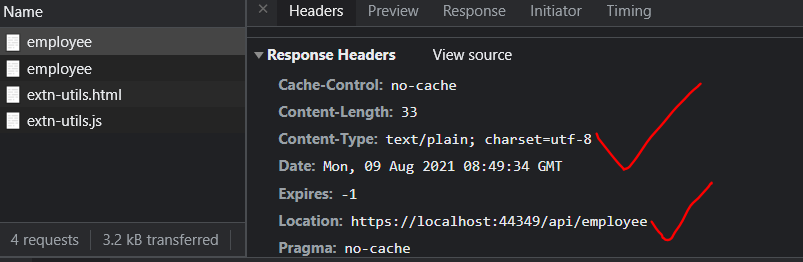 Name
employee
employee
extn-utils.html
extn-utils.js
4 requests 3.2 kB transferred
× Headers Preview Response Initiator Timing
▼ Response Headers View source
Cache-Control: no-cache
Content-Length: 33
Content-Type: text/plain; charset=utf-8
Date: Mon, 09 Aug 2021 08:49:34 GMT
Expires: -1
Location: https://localhost:44349/api/employee
Pragma: no-cache